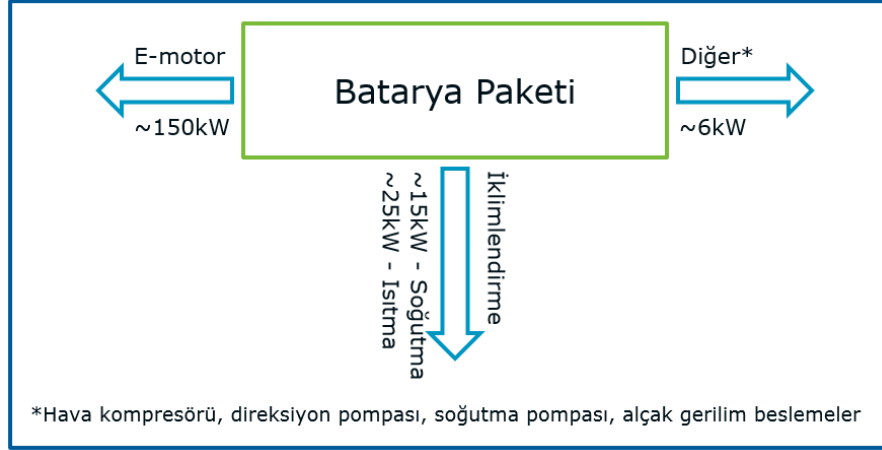 E-motor
~150kW
Batarya Paketi
Diğer*
~6kW
İklimlendirme
~15kW - Soğutma
~25kW - Isıtma
*Hava kompresörü, direksiyon pompası, soğutma pompası, alçak gerilim beslemeler